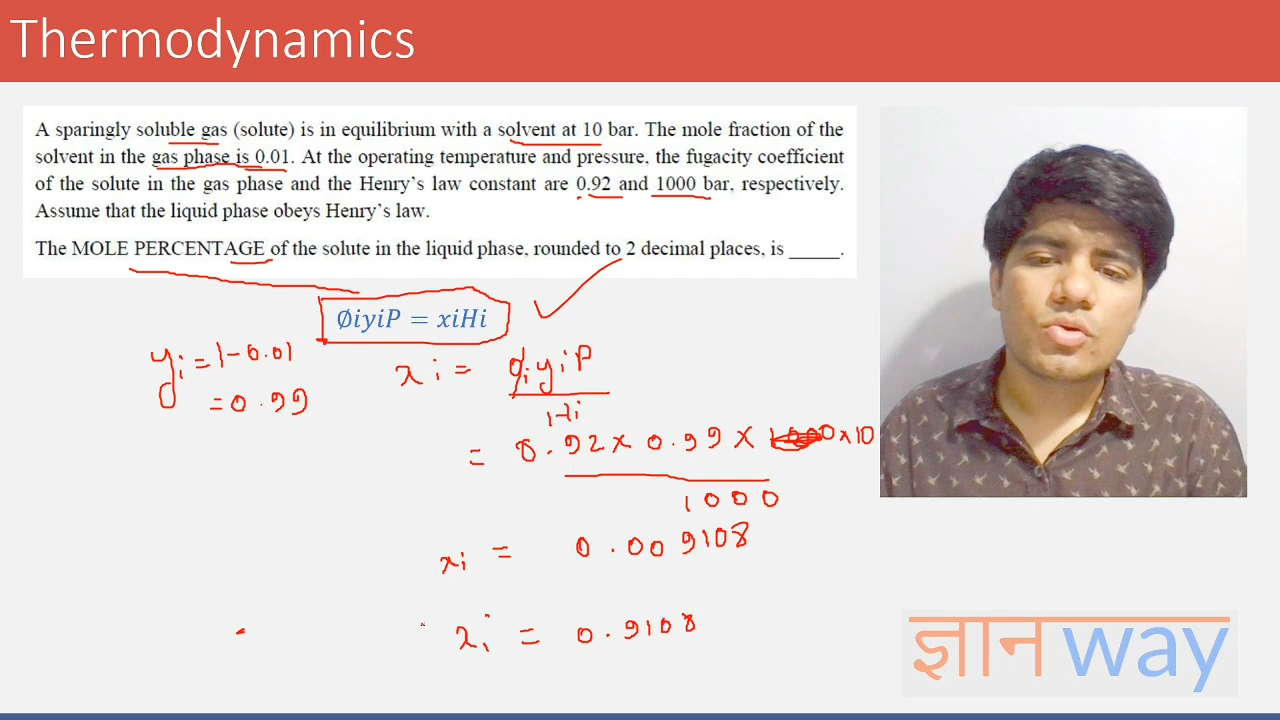 Thermodynamics
A sparingly soluble gas (solute) is in equilibrium with a solvent at 10 bar. The mole fraction of the
solvent in the gas phase is 0.01. At the operating temperature and pressure, the fugacity coefficient
of the solute in the gas phase and the Henry's law constant are 0.92 and 1000 bar, respectively.
Assume that the liquid phase obeys Henry's law.
The MOLE PERCENTAGE of the solute in the liquid phase, rounded to 2 decimal places, is _____.
∅iyiP = xiHi
yi = 1-0.01
= 0.99
xi = ∅iyiP
Hi
= 0.92 x 0.99 x x10
1000
xi = 0.009108
xi = 0.9108
ज्ञान way